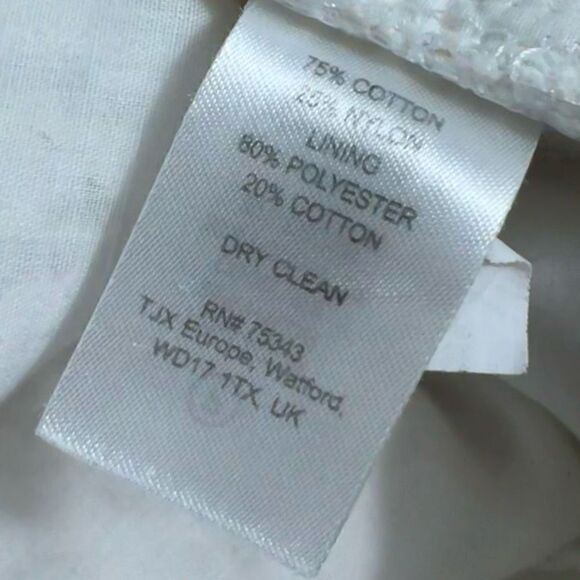 75% COTTON
25% NYLON
LINING
80% POLYESTER
20% COTTON
DRY CLEAN
RN# 75343
TJX Europe, Watford,
WD17 1TX, UK